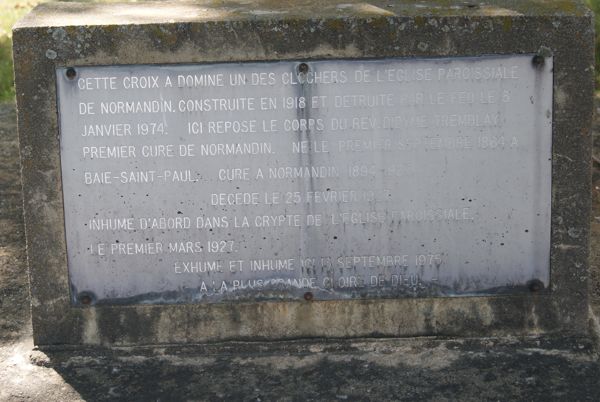 CETTE CROIX A DOMINE UN DES CLOCHERS DE L'EGLISE PAROISSIALE
DE NORMANDIN. CONSTRUITE EN 1918 ET DETRUITE PAR LE FEU LE 8
JANVIER 1974. ICI REPOSE LE CORPS DU REV. DIDYME TREMBLAY
PREMIER CURE DE NORMANDIN. NE LE PREMIER SEPTEMBRE 1864 A
BAIE-SAINT-PAUL... CURE A NORMANDIN 1894
DECEDE LE 25 FEVRIER
INHUME D'ABORD DANS LA CRYPTE DE L'EGLISE PAROISSIALE,
LE PREMIER MARS 1927.
EXHUME ET INHUME ICI SEPTEMBRE 1975.
A LA PLUS GRANDE GLOIRE DE DIEU.